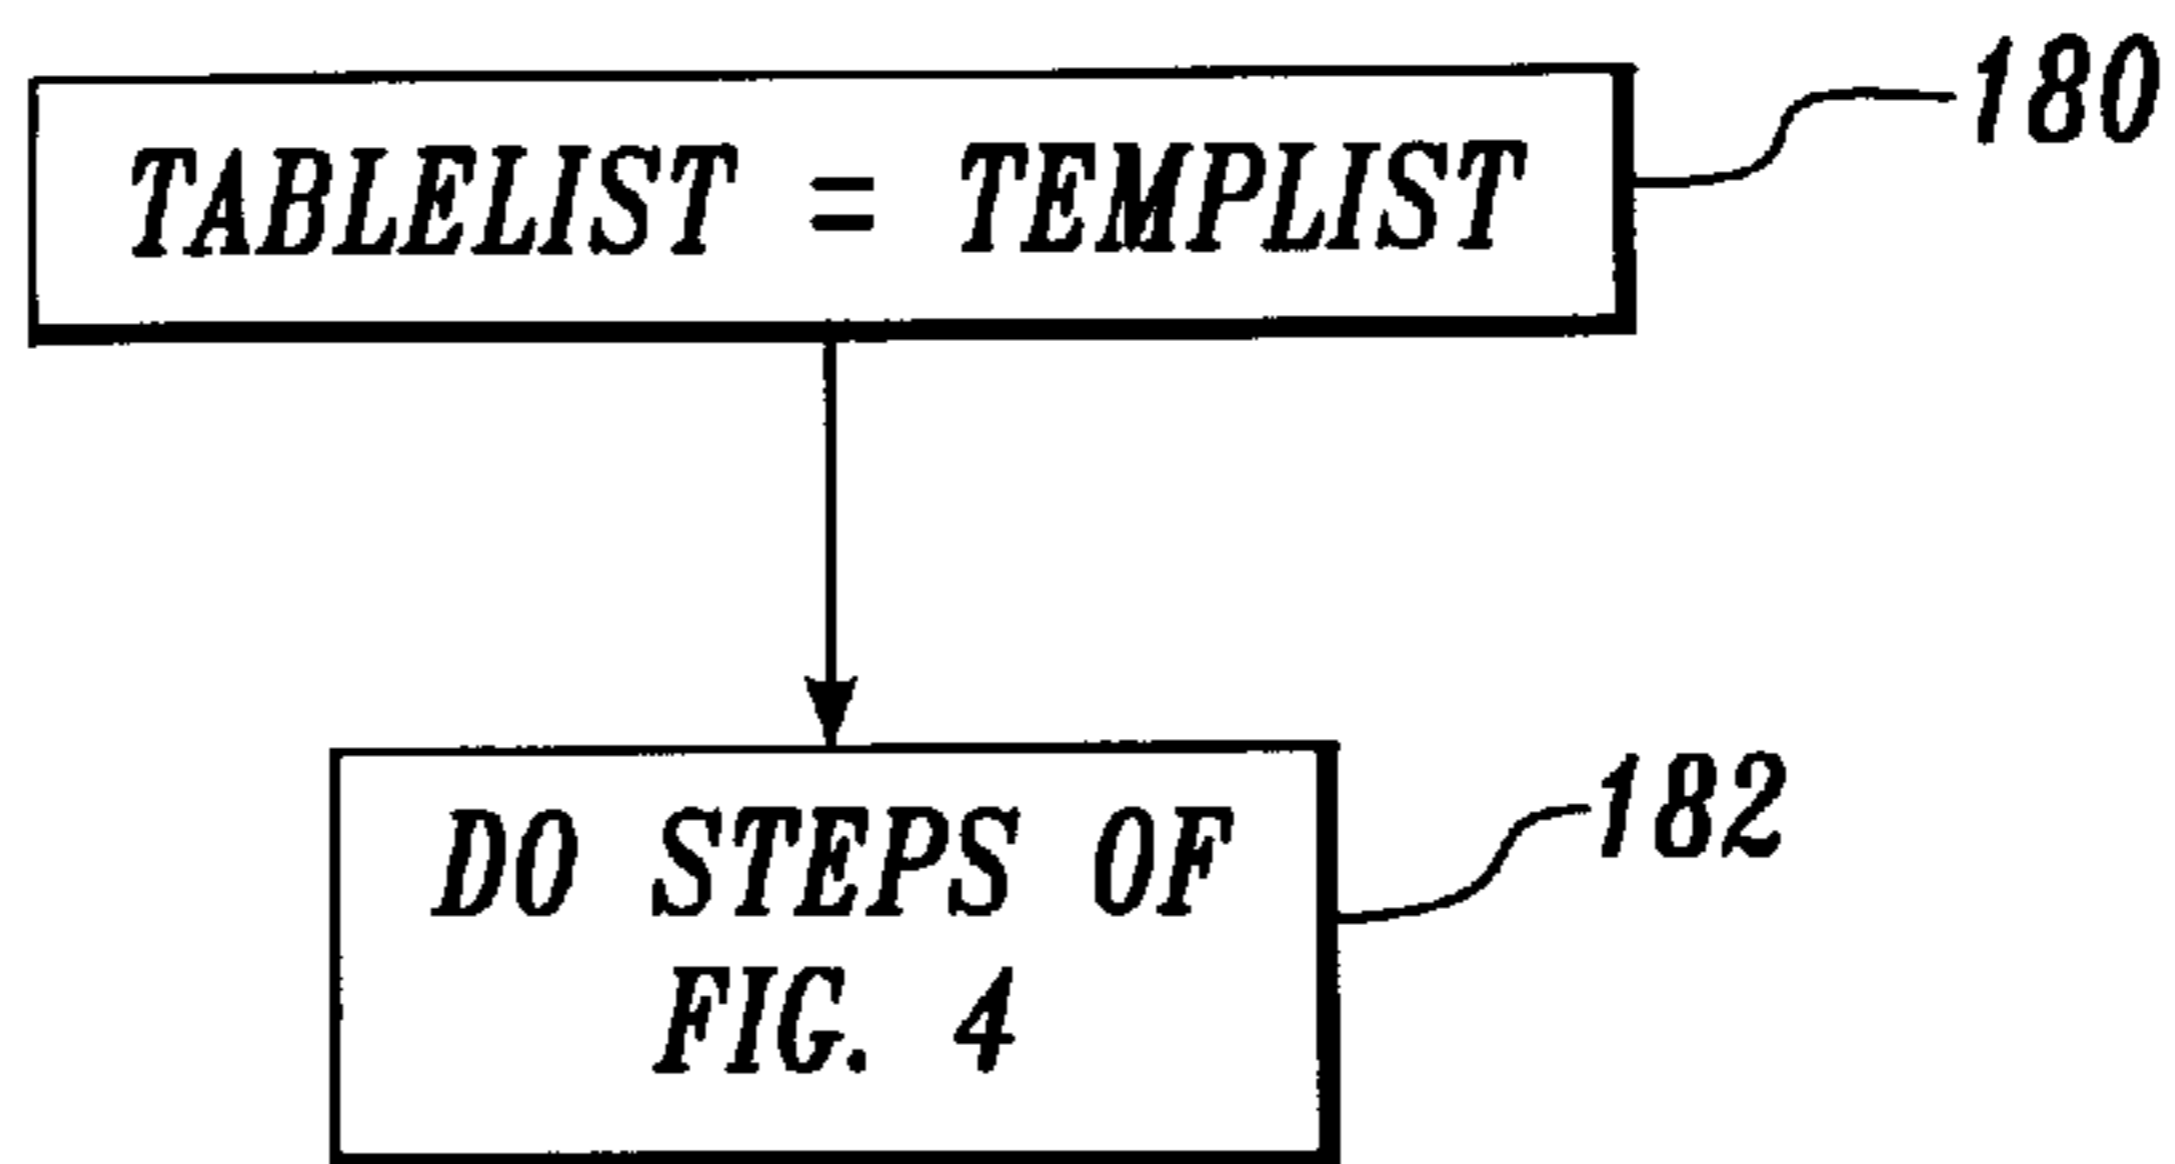 TABLELIST = TEMPLIST
180
DO STEPS OF
FIG. 4
182